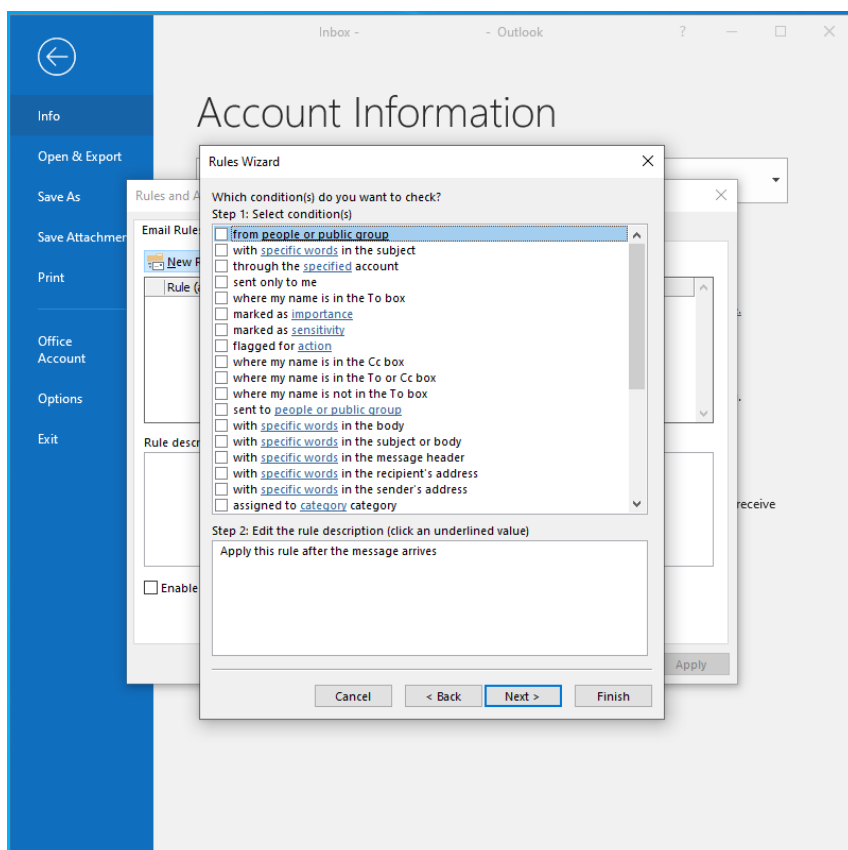 Inbox - - Outlook
?
Account Information
Info
Open & Export
Save As
Save Attachmen
Print
Office
Account
Options
Exit
Rules and A
Email Rule
New R
Rule (a
Rule descr
Enable
Apply
receive
Rules Wizard
Which condition(s) do you want to check?
Step 1: Select condition(s)
from people or public group
with specific words in the subject
through the specified account
sent only to me
where my name is in the To box
marked as importance
marked as sensitivity
flagged for action
where my name is in the Cc box
where my name is in the To or Cc box
where my name is not in the To box
sent to people or public group
with specific words in the body
with specific words in the subject or body
with specific words in the message header
with specific words in the recipient's address
with specific words in the sender's address
assigned to category category
Step 2: Edit the rule description (click an underlined value)
Apply this rule after the message arrives
Cancel
< Back
Next >
Finish